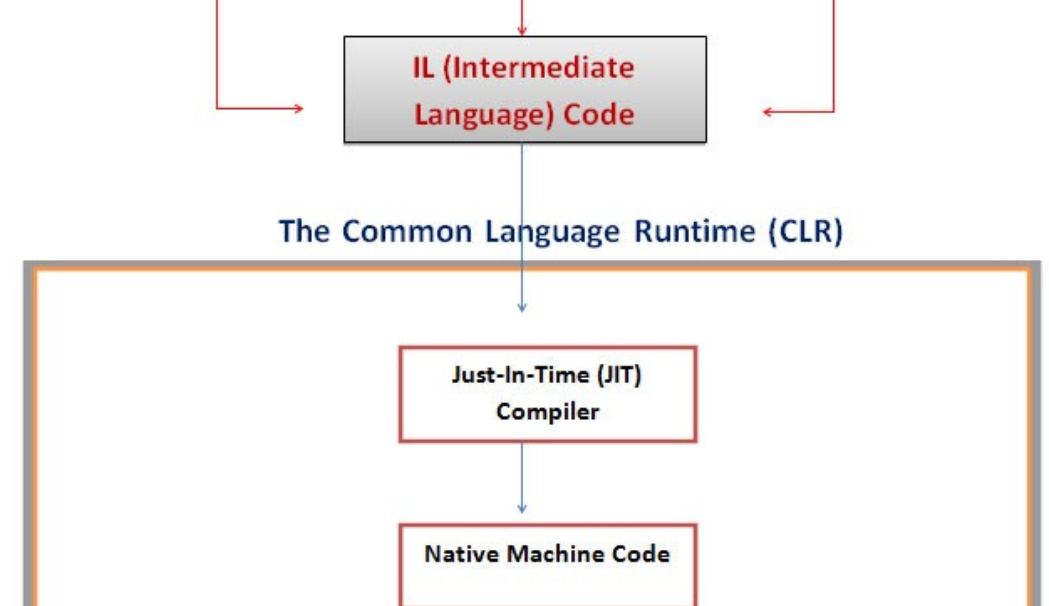 IL (Intermediate
Language) Code
The Common Language Runtime (CLR)
Just-In-Time (JIT)
Compiler
Native Machine Code